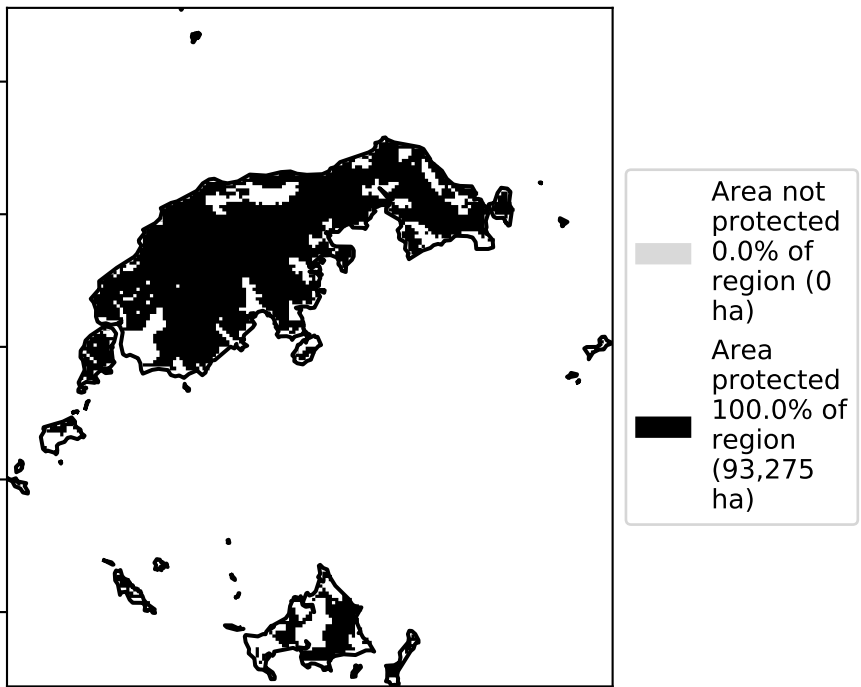 Area not
protected
0.0% of
region (0
ha)
Area
protected
100.0% of
region
(93,275
ha)